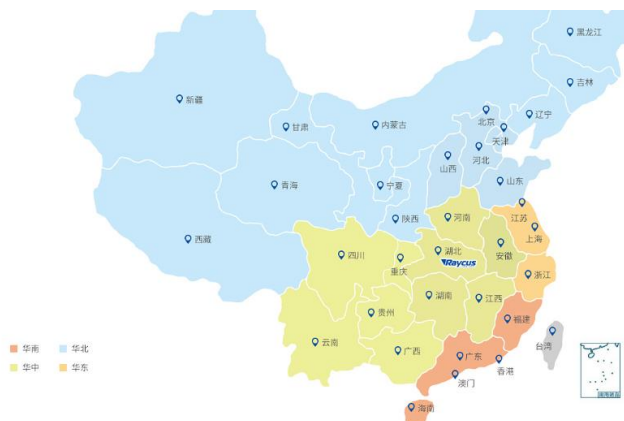 黑龙江
吉林
新疆
北京
辽宁
甘肃
内蒙古
天津
河北
山西
青海
宁夏
山东
陕西
河南
江苏
西藏
上海
四川
湖北
安徽
重庆
Raycus
浙江
湖南
江西
贵州
福建
云南
台湾
华南
华北
广西
广东
香港
华中
华东
澳门
海南